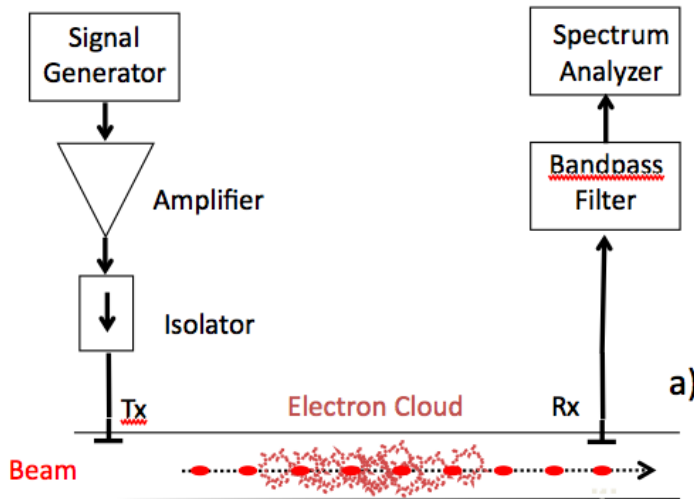 Signal
Generator
Spectrum
Analyzer
Amplifier
Bandpass
Filter
Isolator
a)
Tx
Electron Cloud
Rx
Beam